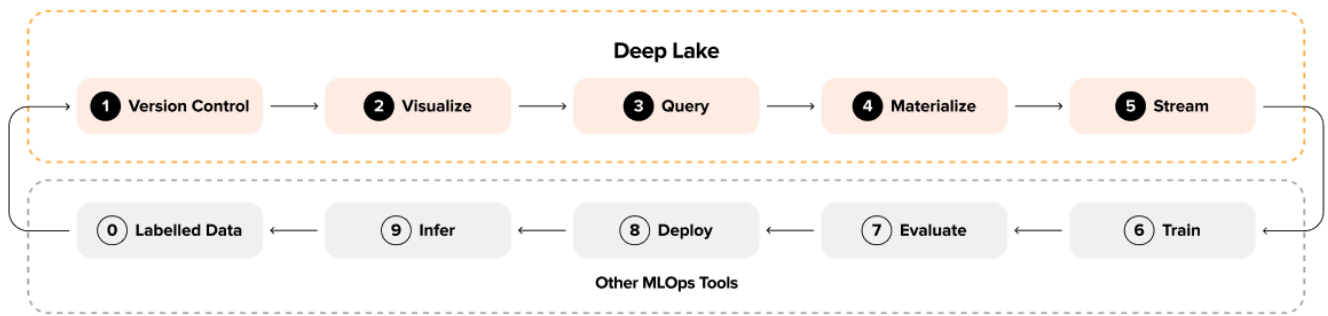 Deep Lake
1 Version Control
2 Visualize
3 Query
4 Materialize
5 Stream
0 Labelled Data
9 Infer
8 Deploy
7 Evaluate
6 Train
Other MLOps Tools